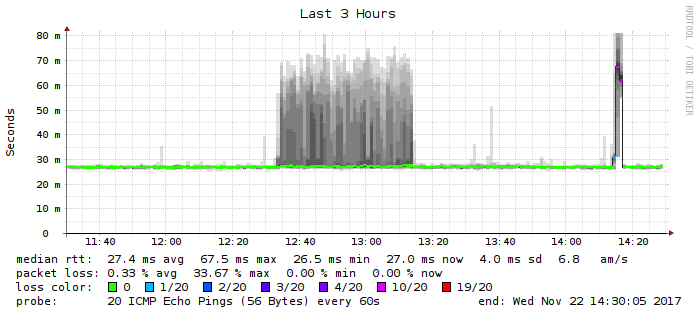 Last 3 Hours
RRDTOOL / TOBI OETIKER
Seconds
80 m
70 m
60 m
50 m
40 m
30 m
20 m
10 m
0
11:40 12:00 12:20 12:40 13:00 13:20 13:40 14:00 14:20
median rtt: 27.4 ms avg 67.5 ms max 26.5 ms min 27.0 ms now 4.0 ms sd 6.8 am/s
packet loss: 0.33 % avg 33.67 % max 0.00 % min 0.00 % now
loss color: 0 1/20 2/20 3/20 4/20 10/20 19/20
probe: 20 ICMP Echo Pings (56 Bytes) every 60s end: Wed Nov 22 14:30:05 2017